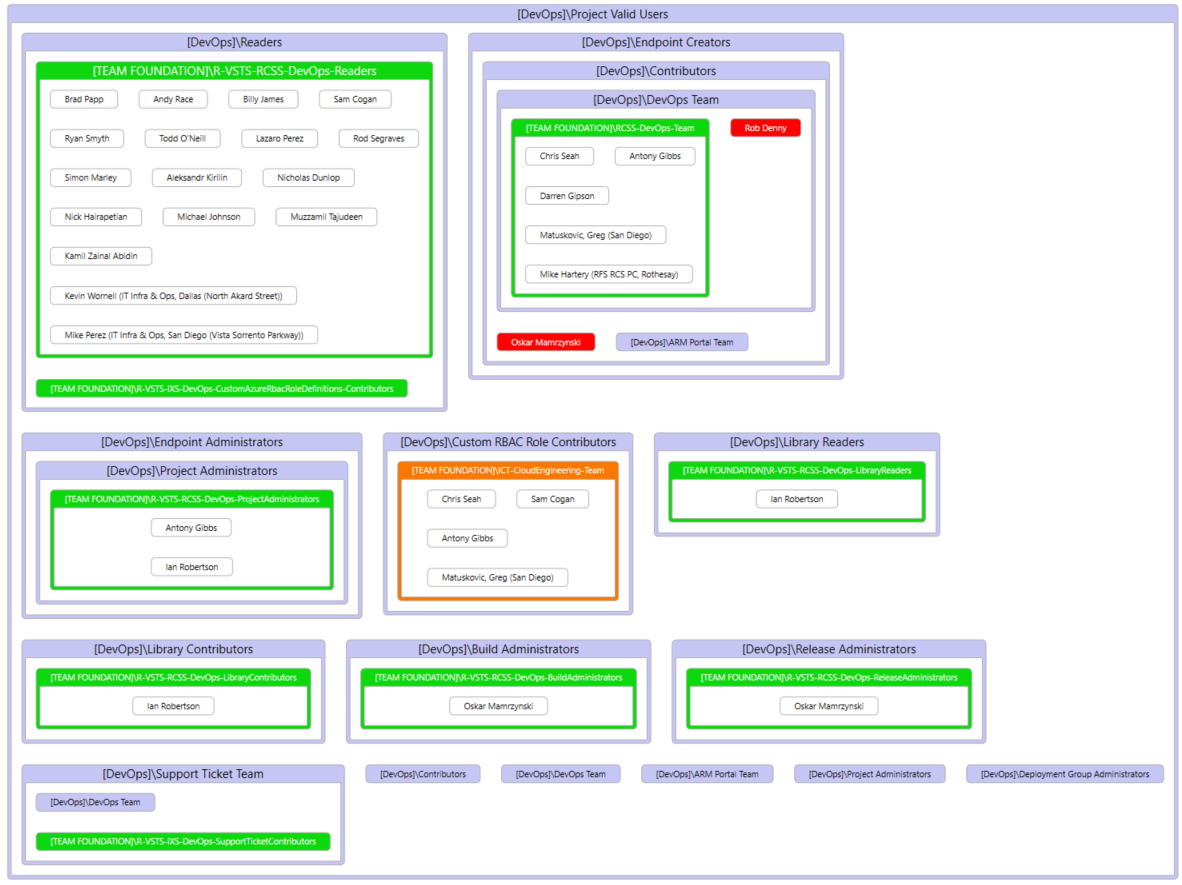 [DevOps]\Project Valid Users
[DevOps]\Readers
[TEAM FOUNDATION]\R-VSTS-RCSS-DevOps-Readers
Brad Papp
Andy Race
Billy James
Sam Cogan
Ryan Smyth
Todd O'Neill
Lazaro Perez
Rod Segraves
Simon Marley
Aleksandr Kirilin
Nicholas Dunlop
Nick Hairapetian
Michael Johnson
Muzzamil Tajudeen
Kamil Zainal Abidin
Kevin Wornell (IT Infra & Ops, Dallas (North Akard Street))
Mike Perez (IT Infra & Ops, San Diego (Vista Sorrento Parkway))
[TEAM FOUNDATION]\R-VSTS-IXS-DevOps-CustomAzureRbacRoleDefinitions-Contributors
[DevOps]\Endpoint Creators
[DevOps]\Contributors
[DevOps]\DevOps Team
[TEAM FOUNDATION]\RCSS-DevOps-Team
Chris Seah
Antony Gibbs
Darren Gipson
Matuskovic, Greg (San Diego)
Mike Hartery (RFS RCS PC, Rothesay)
Rob Denny
Oskar Mamrzynski
[DevOps]\ARM Portal Team
[DevOps]\Endpoint Administrators
[DevOps]\Project Administrators
[TEAM FOUNDATION]\R-VSTS-RCSS-DevOps-ProjectAdministrators
Antony Gibbs
Ian Robertson
[DevOps]\Custom RBAC Role Contributors
[TEAM FOUNDATION]\ICT-CloudEngineering-Team
Chris Seah
Sam Cogan
Antony Gibbs
Matuskovic, Greg (San Diego)
[DevOps]\Library Readers
[TEAM FOUNDATION]\R-VSTS-RCSS-DevOps-LibraryReaders
Ian Robertson
[DevOps]\Library Contributors
[TEAM FOUNDATION]\R-VSTS-RCSS-DevOps-LibraryContributors
Ian Robertson
[DevOps]\Build Administrators
[TEAM FOUNDATION]\R-VSTS-RCSS-DevOps-BuildAdministrators
Oskar Mamrzynski
[DevOps]\Release Administrators
[TEAM FOUNDATION]\R-VSTS-RCSS-DevOps-ReleaseAdministrators
Oskar Mamrzynski
[DevOps]\Support Ticket Team
[DevOps]\DevOps Team
[TEAM FOUNDATION]\R-VSTS-IXS-DevOps-SupportTicketContributors
[DevOps]\Contributors
[DevOps]\DevOps Team
[DevOps]\ARM Portal Team
[DevOps]\Project Administrators
[DevOps]\Deployment Group Administrators